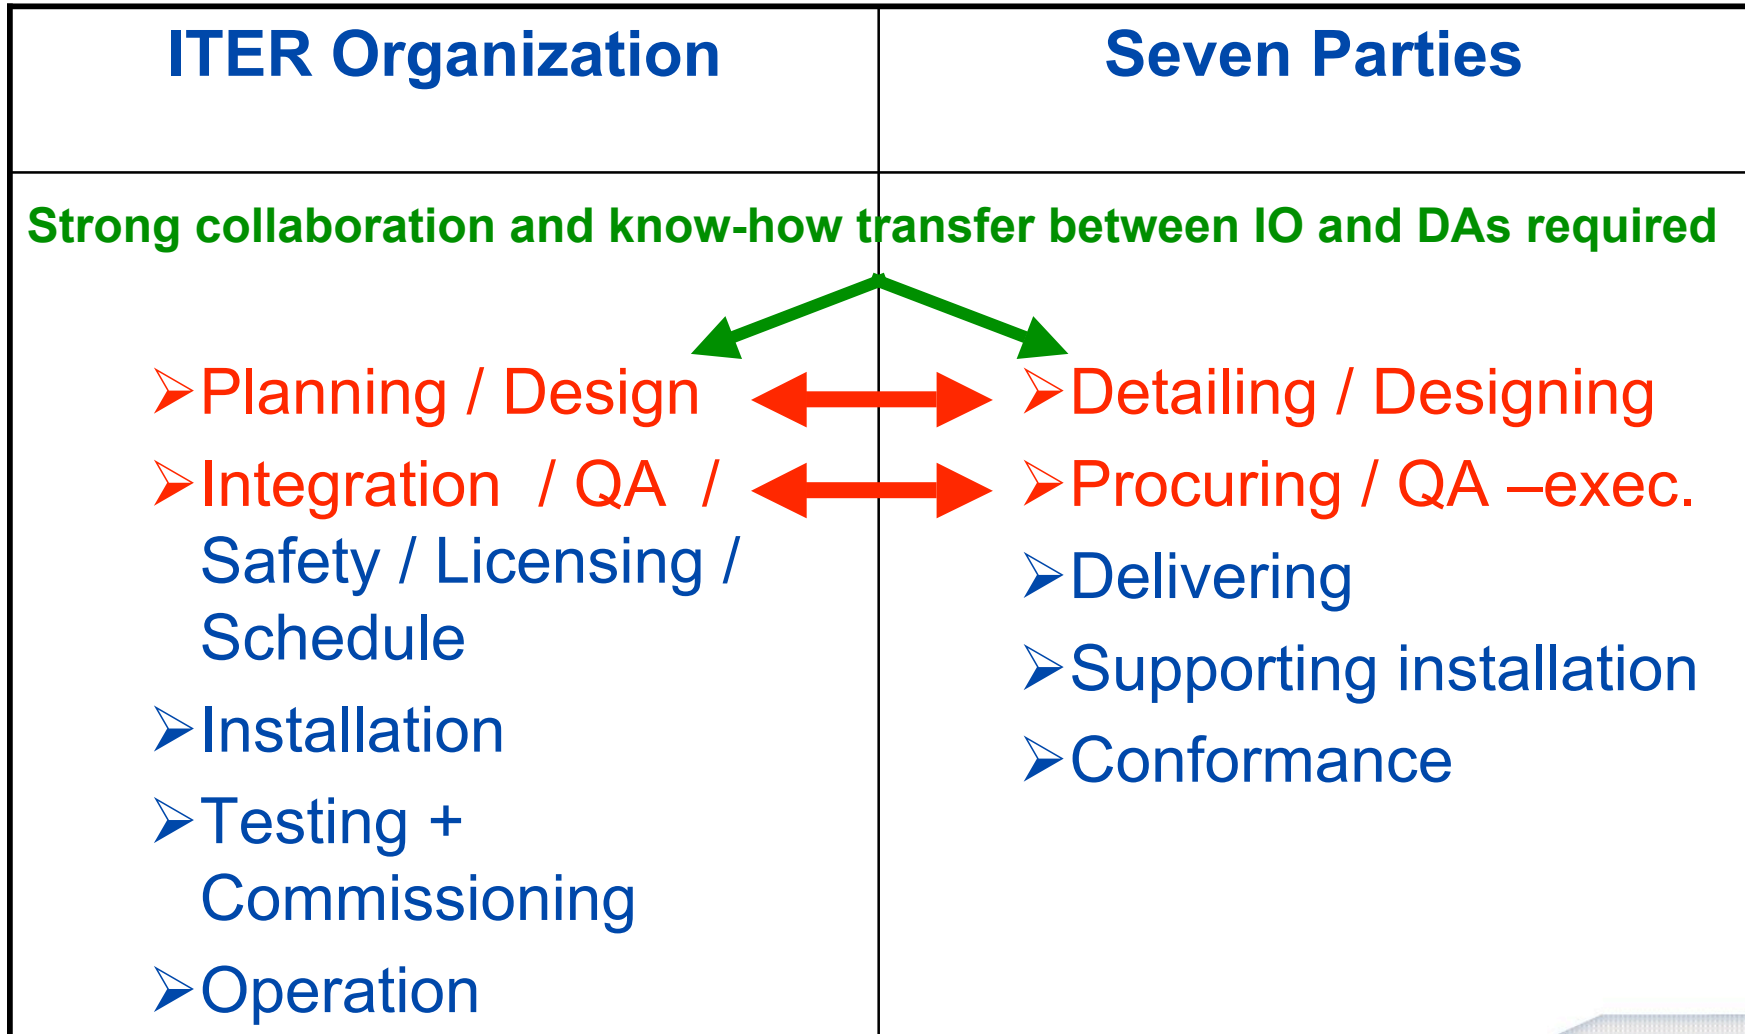 ITER Organization
Seven Parties
Strong collaboration and know-how transfer between IO and DAs required
➢Planning / Design
➢Integration / QA /
Safety / Licensing /
Schedule
➢Installation
➢Testing +
Commissioning
➢Operation
➢Detailing / Designing
➢Procuring / QA –exec.
➢Delivering
➢Supporting installation
➢Conformance